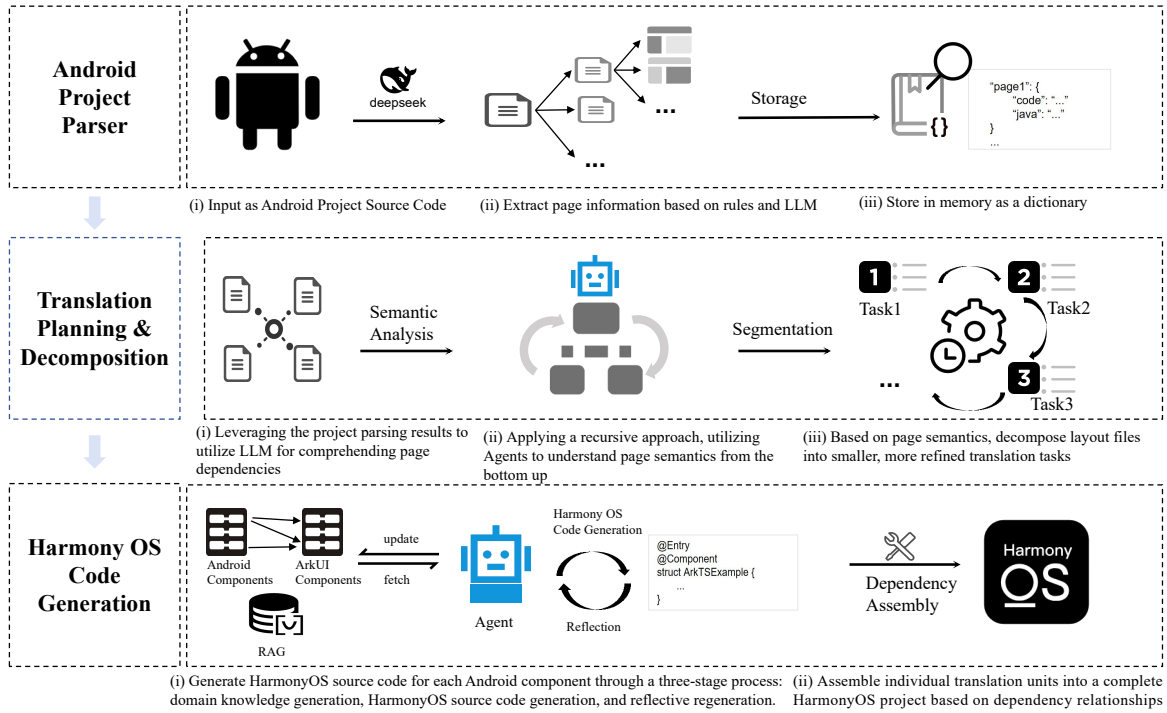 Android
Project
Parser
deepseek
Storage
"page1": {
"code": "..."
"java": "..."
}
...
{}
...
...
(i) Input as Android Project Source Code
(ii) Extract page information based on rules and LLM
(iii) Store in memory as a dictionary
Translation
Planning &
Decomposition
Semantic
Analysis
Segmentation
1
Task1
2
Task2
3
Task3
...
(i) Leveraging the project parsing results to
utilize LLM for comprehending page
dependencies
(ii) Applying a recursive approach, utilizing
Agents to understand page semantics from the
bottom up
(iii) Based on page semantics, decompose layout files
into smaller, more refined translation tasks
Harmony OS
Code
Generation
Android
Components
ArkUI
Components
RAG
update
fetch
Agent
Harmony OS
Code Generation
Reflection
@Entry
@Component
struct ArkTSExample {
...
}
Dependency
Assembly
Harmony
OS
(i) Generate HarmonyOS source code for each Android component through a three-stage process:
domain knowledge generation, HarmonyOS source code generation, and reflective regeneration.
(ii) Assemble individual translation units into a complete
HarmonyOS project based on dependency relationships